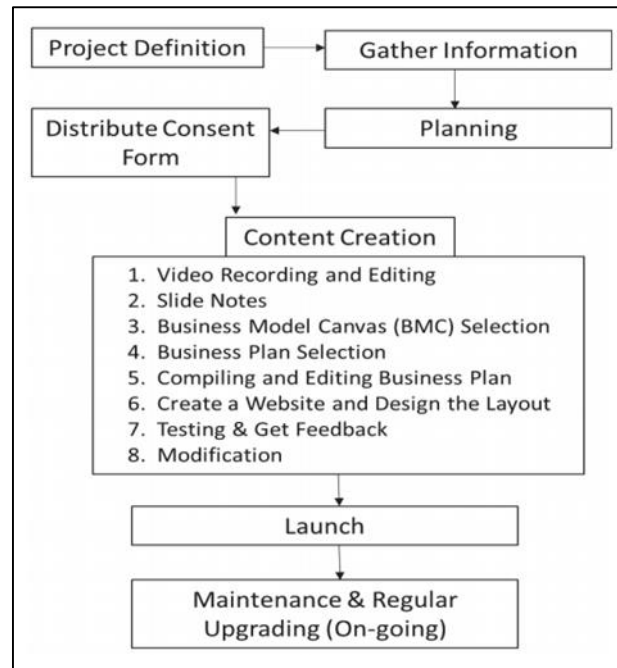 Project Definition
Gather Information
Planning
Distribute Consent
Form
Content Creation
1. Video Recording and Editing
2. Slide Notes
3. Business Model Canvas (BMC) Selection
4. Business Plan Selection
5. Compiling and Editing Business Plan
6. Create a Website and Design the Layout
7. Testing & Get Feedback
8. Modification
Launch
Maintenance & Regular
Upgrading (On-going)